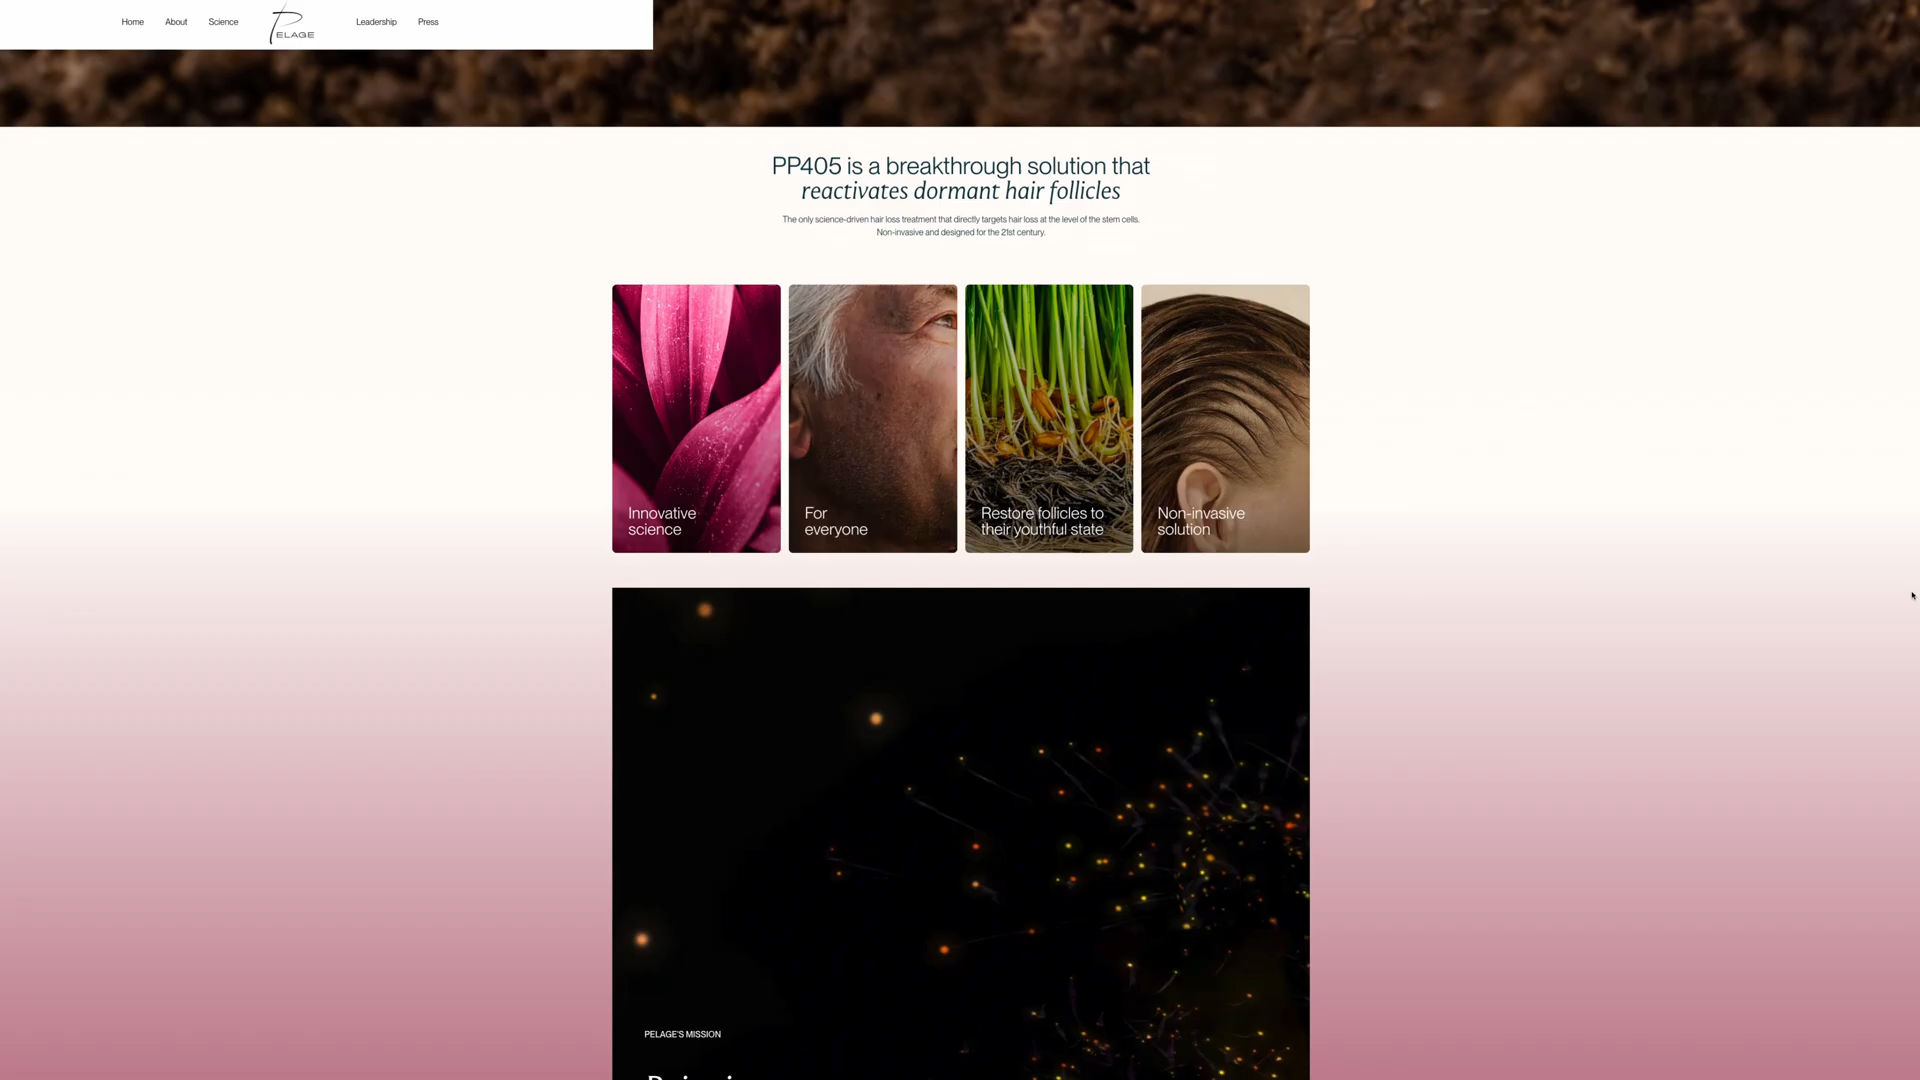 Home
About
Science
PELAGE
Leadership
Press
PP405 is a breakthrough solution that
reactivates dormant hair follicles
The only science-driven hair loss treatment that directly targets hair loss at the level of the stem cells.
Non-invasive and designed for the 21st century.
Innovative
science
For
everyone
Restore follicles to
their youthful state
Non-invasive
solution
PELAGE'S MISSION